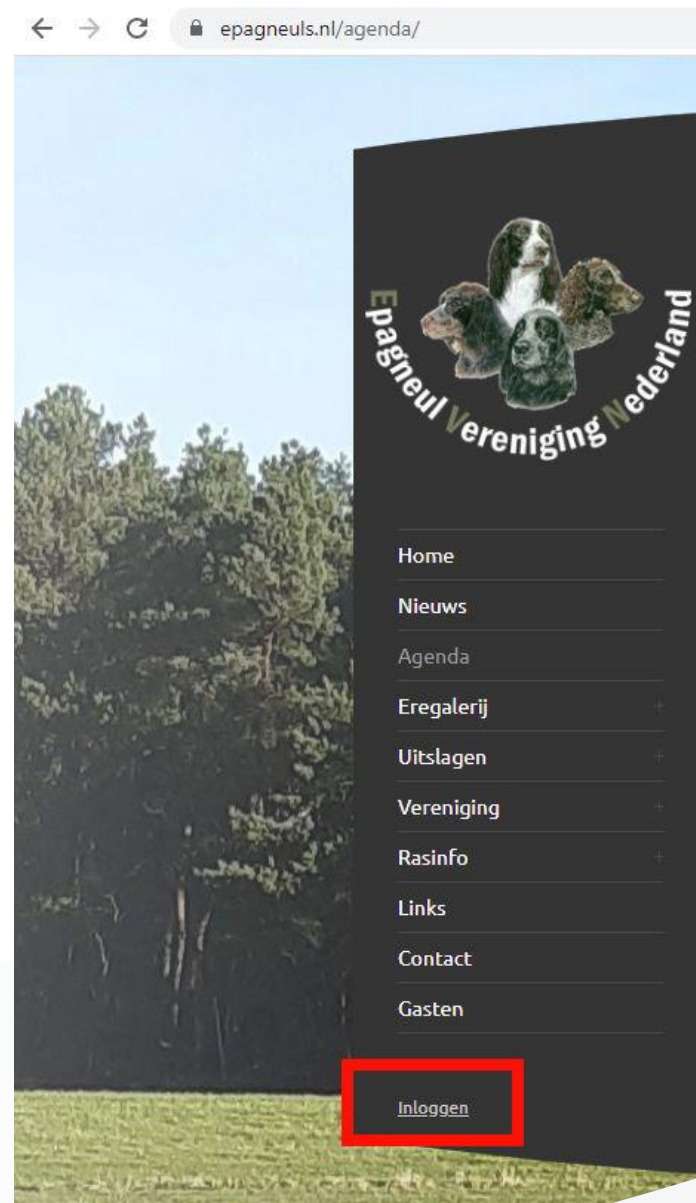 epagneuls.nl/agenda/
Epagneul Vereniging Nederland
Home
Nieuws
Agenda
Eregalerij +
Uitslagen +
Vereniging +
Rasinfo +
Links
Contact
Gasten
Inloggen